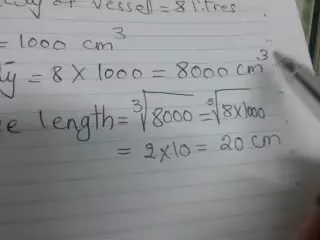 of vessel = 8 litres
= 1000 cm³
= 8 × 1000 = 8000 cm³
length = ∛8000 = ∛8×1000
= 2×10 = 20 cm